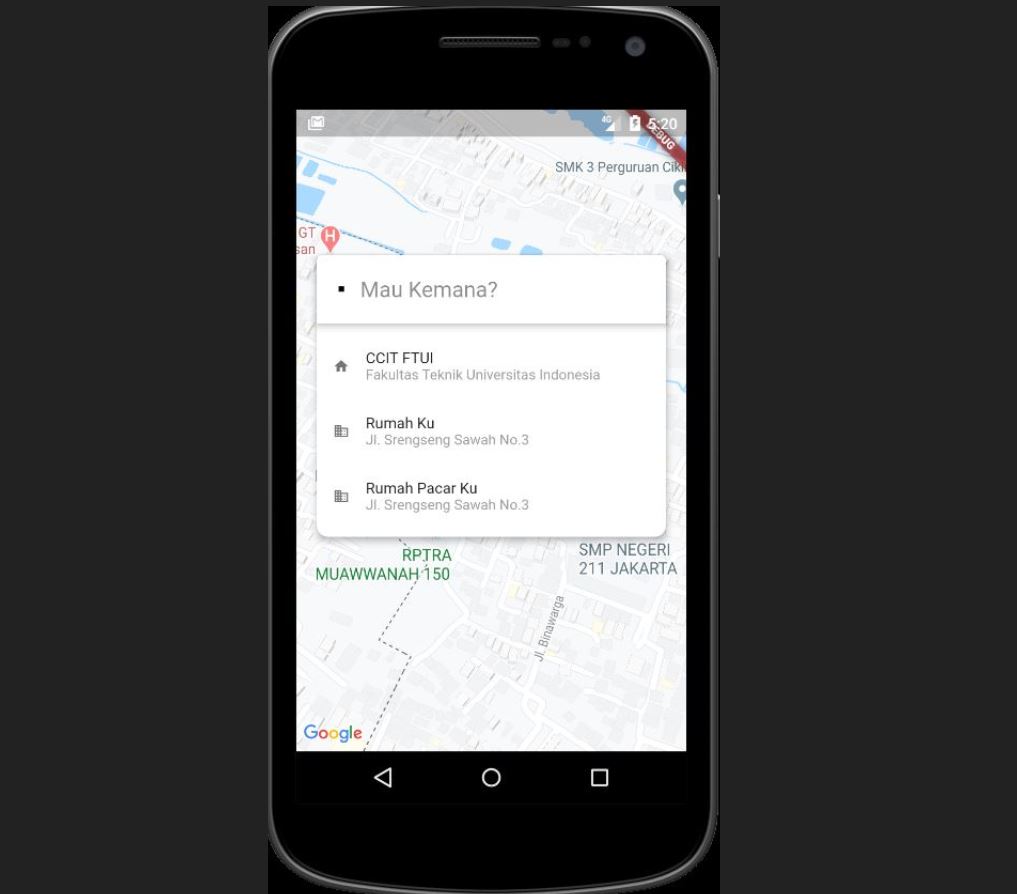 4G 5:20
DEBUG
SMK 3 Perguruan Ciki
GT
san
H
Mau Kemana?
CCIT FTUI
Fakultas Teknik Universitas Indonesia
Rumah Ku
Jl. Srengseng Sawah No.3
Rumah Pacar Ku
Jl. Srengseng Sawah No.3
RPTRA
MUAWWANAH 150
SMP NEGERI
211 JAKARTA
Jl. Binawarga
Google